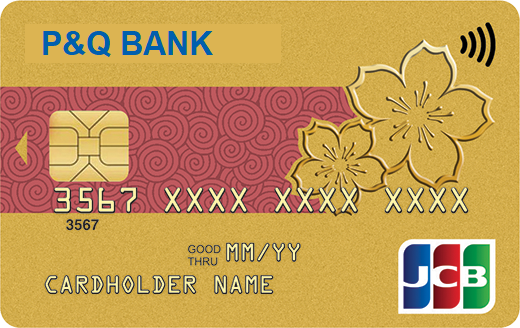 P&Q BANK
3567 XXXX XXXX XXXX
3567
GOOD THRU MM/YY
CARDHOLDER NAME
JCB